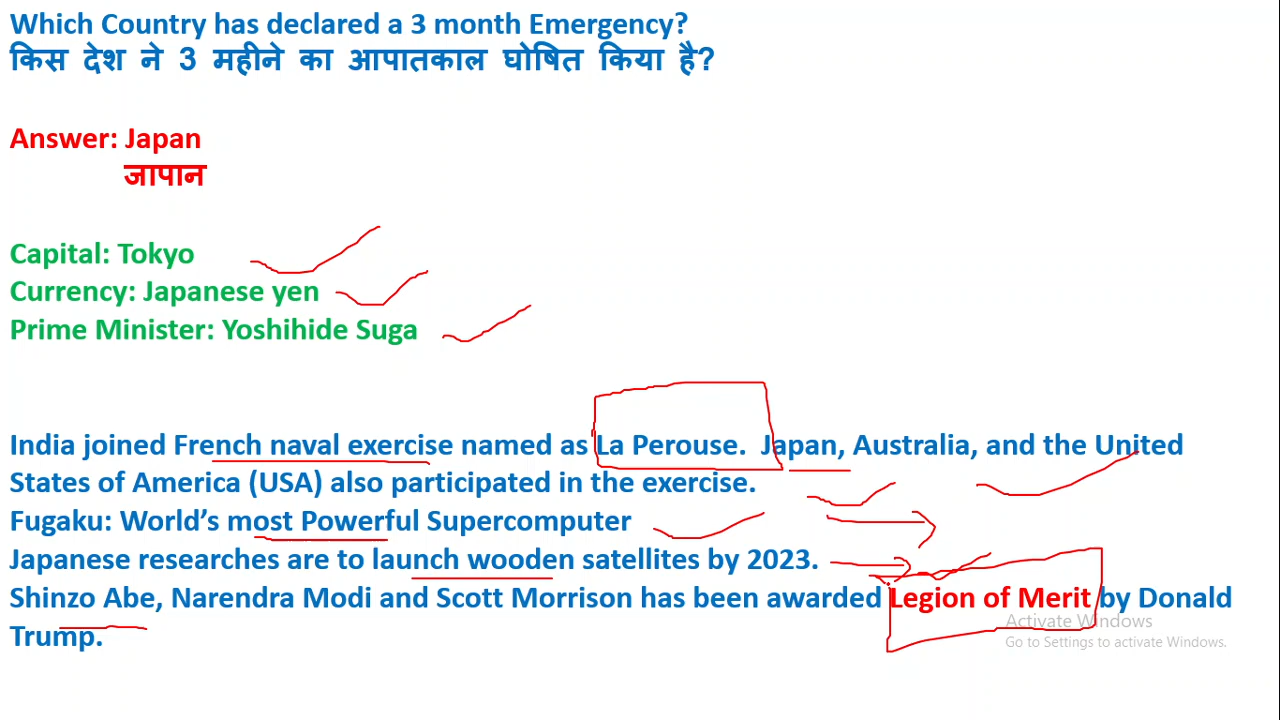 Which Country has declared a 3 month Emergency?
किस देश ने 3 महीने का आपातकाल घोषित किया है?
Answer: Japan
जापान
Capital: Tokyo
Currency: Japanese yen
Prime Minister: Yoshihide Suga
India joined French naval exercise named as La Perouse. Japan, Australia, and the United
States of America (USA) also participated in the exercise.
Fugaku: World’s most Powerful Supercomputer
Japanese researches are to launch wooden satellites by 2023.
Shinzo Abe, Narendra Modi and Scott Morrison has been awarded Legion of Merit by Donald
Trump.
Activate Windows
Go to Settings to activate Windows.